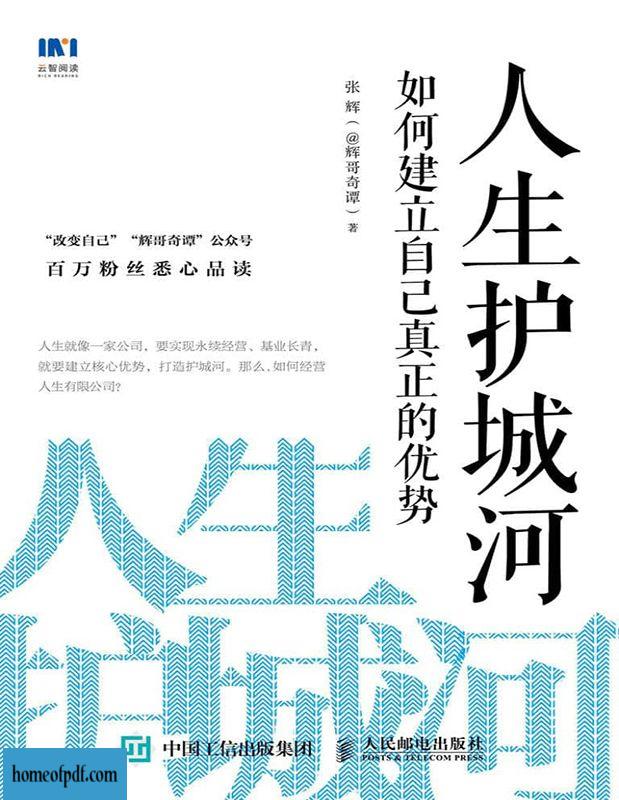 云智阅读
RICH READING
人生护城河
如何建立自己真正的优势
张辉(@辉哥奇谭)著
“改变自己”“辉哥奇谭”公众号
百万粉丝悉心品读
人生就像一家公司，要实现永续经营、基业长青，
就要建立核心优势，打造护城河。那么，如何经营
人生有限公司？
人生
护城河
中国工信出版集团
人民邮电出版社
POSTS & TELECOM PRESS
homeofpdf.com